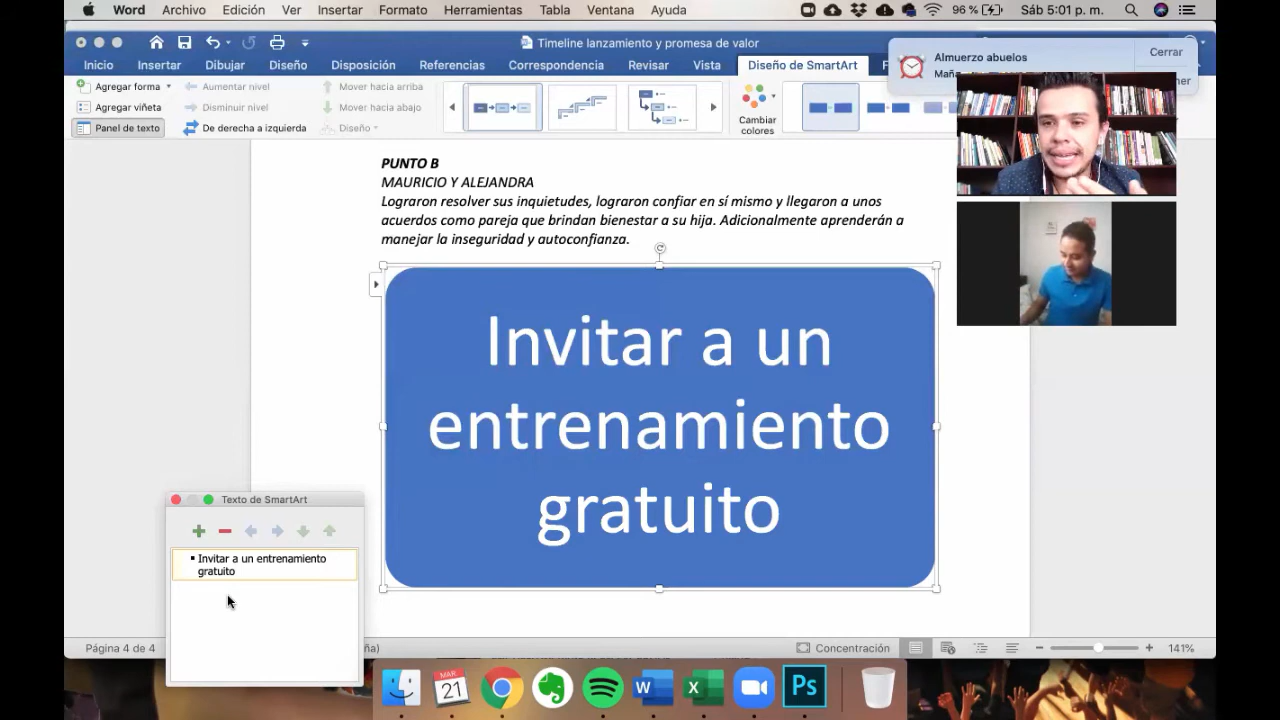 Word Archivo Edición Ver Insertar Formato Herramientas Tabla Ventana Ayuda 96 % Sáb 5:01 p. m.
Timeline lanzamiento y promesa de valor
Almuerzo abuelos
Cerrar
Inicio Insertar Dibujar Diseño Disposición Referencias Correspondencia Revisar Vista Diseño de SmartArt
Agregar forma Aumentar nivel Mover hacia arriba
Agregar viñeta Disminuir nivel Mover hacia abajo
Panel de texto De derecha a izquierda Diseño
Cambiar
colores
PUNTO B
MAURICIO Y ALEJANDRA
Lograron resolver sus inquietudes, lograron confiar en sí mismo y llegaron a unos
acuerdos como pareja que brindan bienestar a su hija. Adicionalmente aprenderán a
manejar la inseguridad y autoconfianza.
Invitar a un
entrenamiento
gratuito
Texto de SmartArt
Invitar a un entrenamiento
gratuito
Página 4 de 4
Concentración 141%
MAR
21
W
X
Ps